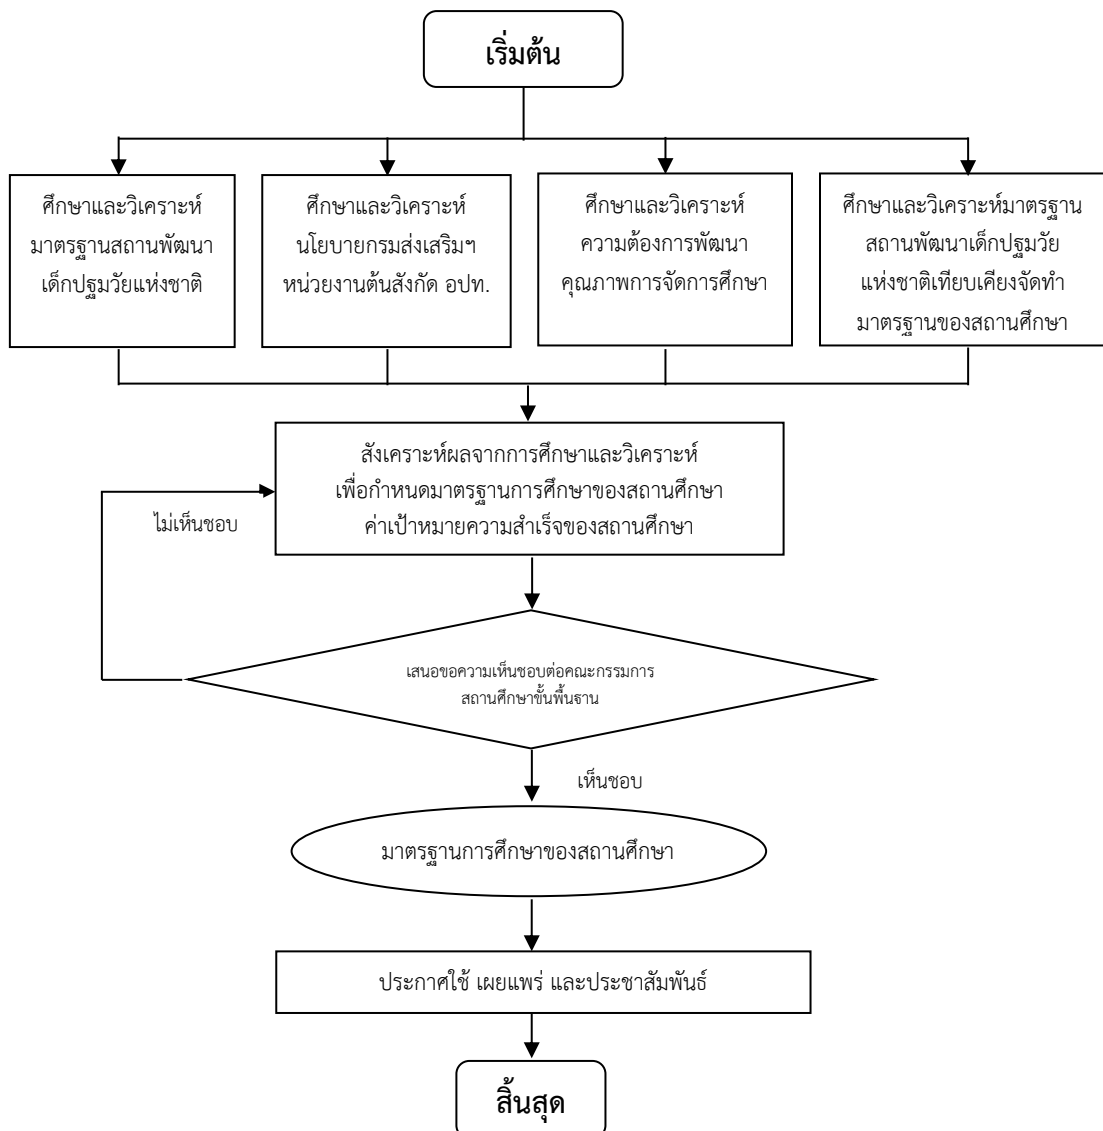 เริ่มต้น
ศึกษาและวิเคราะห์
มาตรฐานสถานพัฒนา
เด็กปฐมวัยแห่งชาติ
ศึกษาและวิเคราะห์
นโยบายกรมส่งเสริมฯ
หน่วยงานต้นสังกัด อปท.
ศึกษาและวิเคราะห์
ความต้องการพัฒนา
คุณภาพการจัดการศึกษา
ศึกษาและวิเคราะห์มาตรฐาน
สถานพัฒนาเด็กปฐมวัย
แห่งชาติเทียบเคียงจัดทำ
มาตรฐานของสถานศึกษา
สังเคราะห์ผลจากการศึกษาและวิเคราะห์
เพื่อกำหนดมาตรฐานการศึกษาของสถานศึกษา
ค่าเป้าหมายความสำเร็จของสถานศึกษา
ไม่เห็นชอบ
เสนอขอความเห็นชอบต่อคณะกรรมการ
สถานศึกษาขั้นพื้นฐาน
เห็นชอบ
มาตรฐานการศึกษาของสถานศึกษา
ประกาศใช้ เผยแพร่ และประชาสัมพันธ์
สิ้นสุด